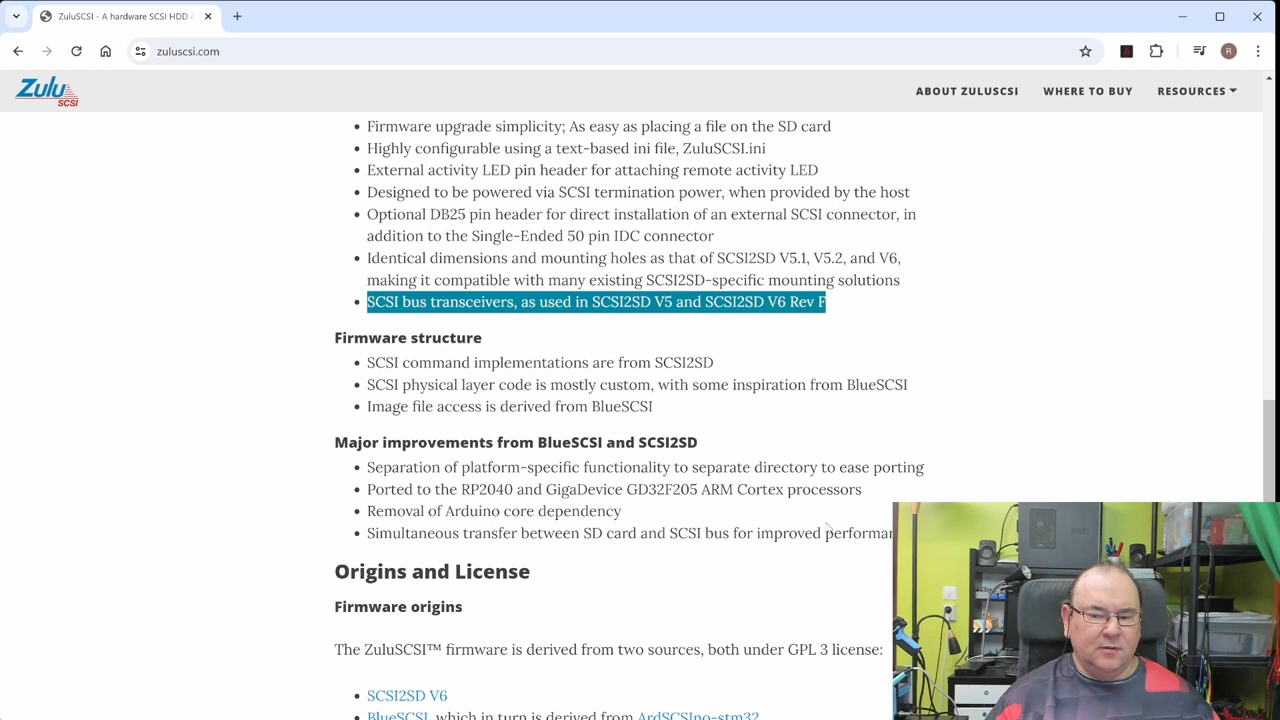 ZuluSCSI - A hardware SCSI HDD
zuluscsi.com
R
Zulu
SCSI
ABOUT ZULUSCSI WHERE TO BUY RESOURCES
Firmware upgrade simplicity; As easy as placing a file on the SD card
Highly configurable using a text-based ini file, ZuluSCSI.ini
External activity LED pin header for attaching remote activity LED
Designed to be powered via SCSI termination power, when provided by the host
Optional DB25 pin header for direct installation of an external SCSI connector, in
addition to the Single-Ended 50 pin IDC connector
Identical dimensions and mounting holes as that of SCSI2SD V5.1, V5.2, and V6,
making it compatible with many existing SCSI2SD-specific mounting solutions
SCSI bus transceivers, as used in SCSI2SD V5 and SCSI2SD V6 Rev F
Firmware structure
SCSI command implementations are from SCSI2SD
SCSI physical layer code is mostly custom, with some inspiration from BlueSCSI
Image file access is derived from BlueSCSI
Major improvements from BlueSCSI and SCSI2SD
Separation of platform-specific functionality to separate directory to ease porting
Ported to the RP2040 and GigaDevice GD32F205 ARM Cortex processors
Removal of Arduino core dependency
Simultaneous transfer between SD card and SCSI bus for improved performan
Origins and License
Firmware origins
The ZuluSCSI™ firmware is derived from two sources, both under GPL 3 license:
SCSI2SD V6
BlueSCSI, which in turn is derived from ArdSCSIno-stm32